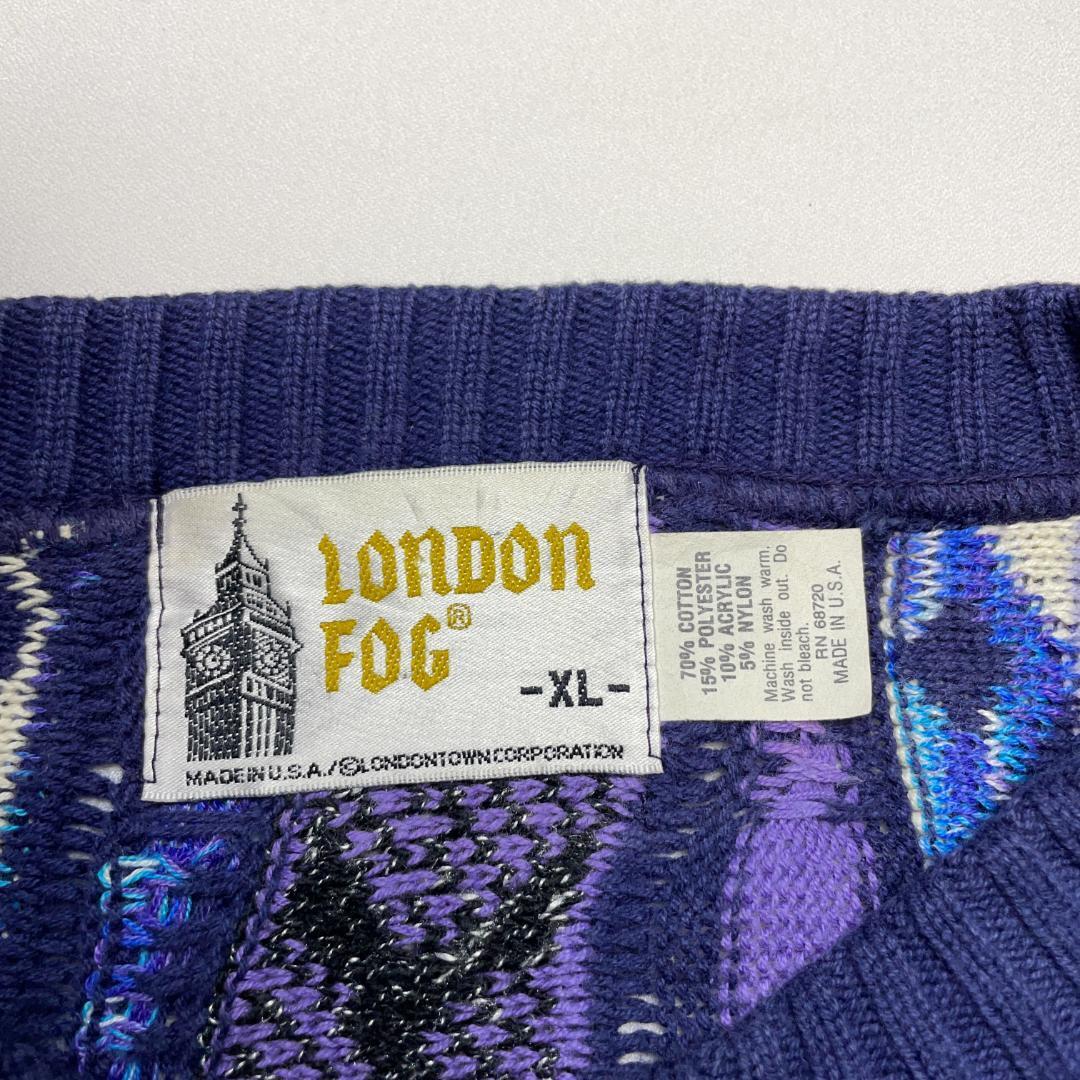 LONDON
FOG®
-XL-
MADE IN U.S.A./©LONDONTOWN CORPORATION
70% COTTON
15% POLYESTER
10% ACRYLIC
5% NYLON
Machine wash warm.
Wash inside out. Do
not bleach.
RN 68720
MADE IN U.S.A.